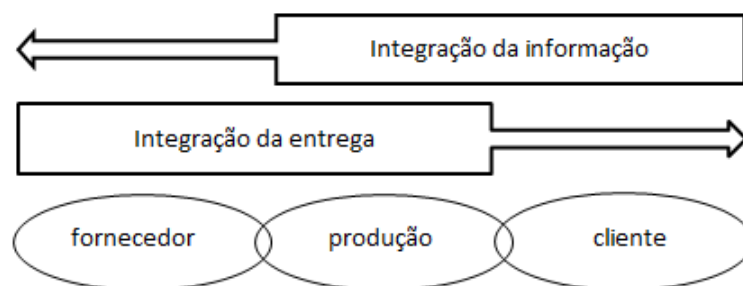 Integração da informação
Integração da entrega
fornecedor
produção
cliente